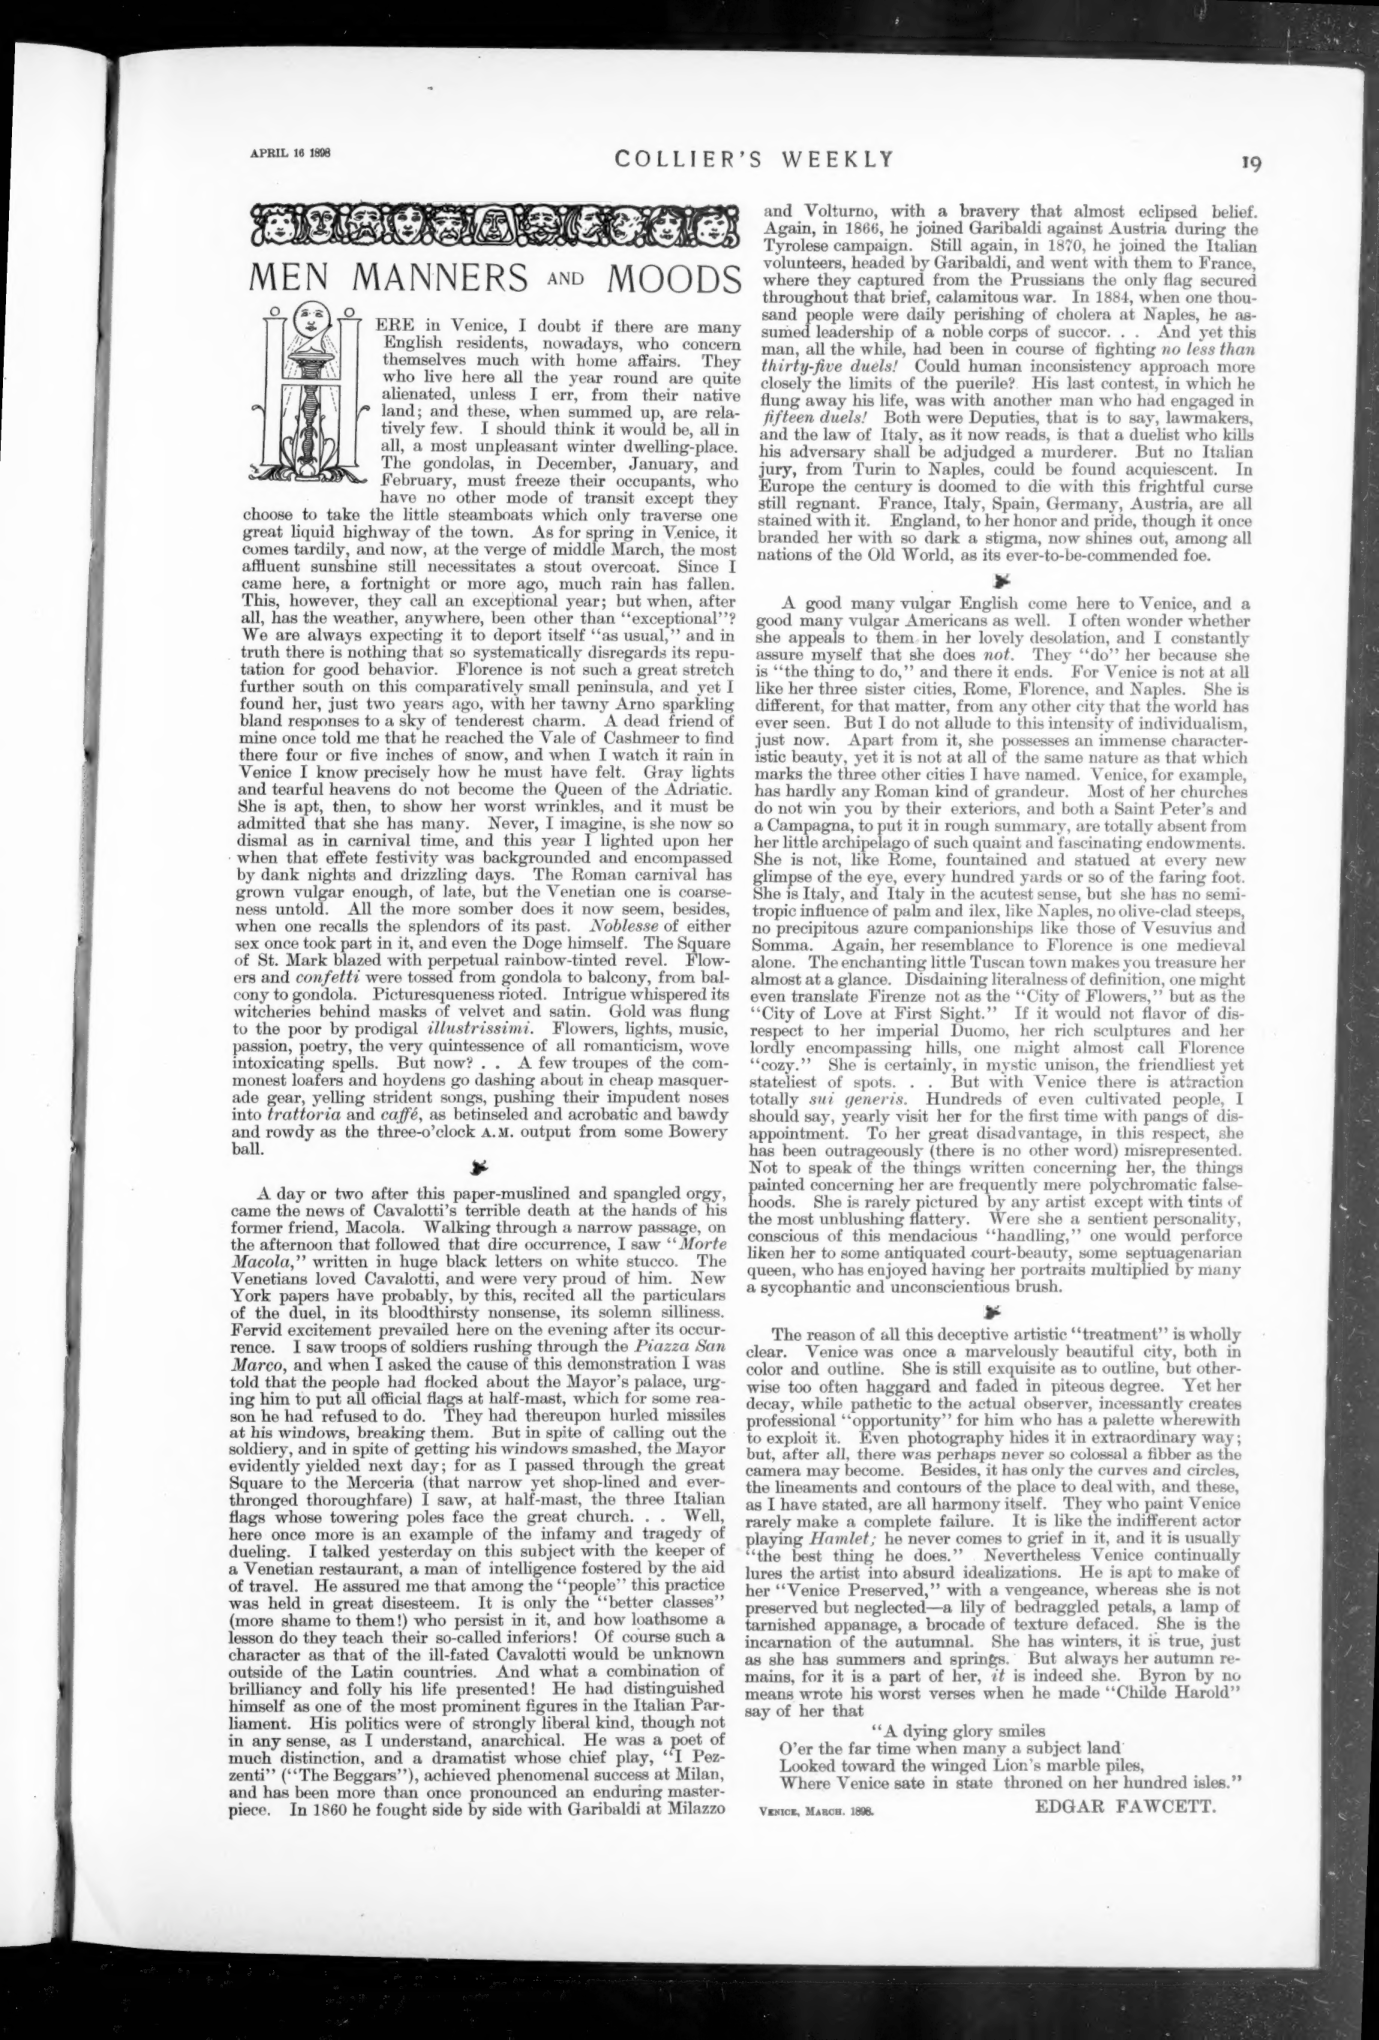 APRIL 16 1898
COLLIER'S WEEKLY
19
MEN MANNERS AND MOODS
HERE in Venice, I doubt if there are many
English residents, nowadays, who concern
themselves much with home affairs. They
who live here all the year round are quite
alienated, unless I err, from their native
land; and these, when summed up, are rela-
tively few. I should think it would be, all in
all, a most unpleasant winter dwelling-place.
The gondolas, in December, January, and
February, must freeze their occupants, who
have no other mode of transit except they
choose to take the little steamboats which only traverse one
great liquid highway of the town. As for spring in Venice, it
comes tardily, and now, at the verge of middle March, the most
affluent sunshine still necessitates a stout overcoat. Since I
came here, a fortnight or more ago, much rain has fallen.
This, however, they call an exceptional year; but when, after
all, has the weather, anywhere, been other than "exceptional"?
We are always expecting it to deport itself "as usual," and in
truth there is nothing that so systematically disregards its repu-
tation for good behavior. Florence is not such a great stretch
further south on this comparatively small peninsula, and yet I
found her, just two years ago, with her tawny Arno sparkling
bland responses to a sky of tenderest charm. A dead friend of
mine once told me that he reached the Vale of Cashmeer to find
there four or five inches of snow, and when I watch it rain in
Venice I know precisely how he must have felt. Gray lights
and tearful heavens do not become the Queen of the Adriatic.
She is apt, then, to show her worst wrinkles, and it must be
admitted that she has many. Never, I imagine, is she now so
dismal as in carnival time, and this year I lighted upon her
when that effete festivity was backgrounded and encompassed
by dank nights and drizzling days. The Roman carnival has
grown vulgar enough, of late, but the Venetian one is coarse-
ness untold. All the more somber does it now seem, besides,
when one recalls the splendors of its past. Noblesse of either
sex once took part in it, and even the Doge himself. The Square
of St. Mark blazed with perpetual rainbow-tinted revel. Flow-
ers and confetti were tossed from gondola to balcony, from bal-
cony to gondola. Picturesqueness rioted. Intrigue whispered its
witcheries behind masks of velvet and satin. Gold was flung
to the poor by prodigal illustrissimi. Flowers, lights, music,
passion, poetry, the very quintessence of all romanticism, wove
intoxicating spells. But now? . . A few troupes of the com-
monest loafers and hoydens go dashing about in cheap masquer-
ade gear, yelling strident songs, pushing their impudent noses
into trattoria and caffé, as betinseled and acrobatic and bawdy
and rowdy as the three-o'clock A.M. output from some Bowery
ball.
A day or two after this paper-muslined and spangled orgy,
came the news of Cavalotti's terrible death at the hands of his
former friend, Macola. Walking through a narrow passage, on
the afternoon that followed that dire occurrence, I saw "Morte
Macola," written in huge black letters on white stucco. The
Venetians loved Cavalotti, and were very proud of him. New
York papers have probably, by this, recited all the particulars
of the duel, in its bloodthirsty nonsense, its solemn silliness.
Fervid excitement prevailed here on the evening after its occur-
rence. I saw troops of soldiers rushing through the Piazza San
Marco, and when I asked the cause of this demonstration I was
told that the people had flocked about the Mayor's palace, urg-
ing him to put all official flags at half-mast, which for some rea-
son he had refused to do. They had thereupon hurled missiles
at his windows, breaking them. But in spite of calling out the
soldiery, and in spite of getting his windows smashed, the Mayor
evidently yielded next day; for as I passed through the great
Square to the Merceria (that narrow yet shop-lined and ever-
thronged thoroughfare) I saw, at half-mast, the three Italian
flags whose towering poles face the great church. . . Well,
here once more is an example of the infamy and tragedy of
dueling. I talked yesterday on this subject with the keeper of
a Venetian restaurant, a man of intelligence fostered by the aid
of travel. He assured me that among the "people" this practice
was held in great disesteem. It is only the "better classes"
(more shame to them!) who persist in it, and how loathsome a
lesson do they teach their so-called inferiors! Of course such a
character as that of the ill-fated Cavalotti would be unknown
outside of the Latin countries. And what a combination of
brilliancy and folly his life presented! He had distinguished
himself as one of the most prominent figures in the Italian Par-
liament. His politics were of strongly liberal kind, though not
in any sense, as I understand, anarchical. He was a poet of
much distinction, and a dramatist whose chief play, "I Pez-
zenti" ("The Beggars"), achieved phenomenal success at Milan,
and has been more than once pronounced an enduring master-
piece. In 1860 he fought side by side with Garibaldi at Milazzo
and Volturno, with a bravery that almost eclipsed belief.
Again, in 1866, he joined Garibaldi against Austria during the
Tyrolese campaign. Still again, in 1870, he joined the Italian
volunteers, headed by Garibaldi, and went with them to France,
where they captured from the Prussians the only flag secured
throughout that brief, calamitous war. In 1884, when one thou-
sand people were daily perishing of cholera at Naples, he as-
sumed leadership of a noble corps of succor. . . And yet this
man, all the while, had been in course of fighting no less than
thirty-five duels! Could human inconsistency approach more
closely the limits of the puerile? His last contest, in which he
flung away his life, was with another man who had engaged in
fifteen duels! Both were Deputies, that is to say, lawmakers,
and the law of Italy, as it now reads, is that a duelist who kills
his adversary shall be adjudged a murderer. But no Italian
jury, from Turin to Naples, could be found acquiescent. In
Europe the century is doomed to die with this frightful curse
still regnant. France, Italy, Spain, Germany, Austria, are all
stained with it. England, to her honor and pride, though it once
branded her with so dark a stigma, now shines out, among all
nations of the Old World, as its ever-to-be-commended foe.
A good many vulgar English come here to Venice, and a
good many vulgar Americans as well. I often wonder whether
she appeals to them in her lovely desolation, and I constantly
assure myself that she does not. They "do" her because she
is "the thing to do," and there it ends. For Venice is not at all
like her three sister cities, Rome, Florence, and Naples. She is
different, for that matter, from any other city that the world has
ever seen. But I do not allude to this intensity of individualism,
just now. Apart from it, she possesses an immense character-
istic beauty, yet it is not at all of the same nature as that which
marks the three other cities I have named. Venice, for example,
has hardly any Roman kind of grandeur. Most of her churches
do not win you by their exteriors, and both a Saint Peter's and
a Campagna, to put it in rough summary, are totally absent from
her little archipelago of such quaint and fascinating endowments.
She is not, like Rome, fountained and statued at every new
glimpse of the eye, every hundred yards or so of the faring foot.
She is Italy, and Italy in the acutest sense, but she has no semi-
tropic influence of palm and ilex, like Naples, no olive-clad steeps,
no precipitous azure companionships like those of Vesuvius and
Somma. Again, her resemblance to Florence is one medieval
alone. The enchanting little Tuscan town makes you treasure her
almost at a glance. Disdaining literalness of definition, one might
even translate Firenze not as the "City of Flowers," but as the
"City of Love at First Sight." If it would not flavor of dis-
respect to her imperial Duomo, her rich sculptures and her
lordly encompassing hills, one might almost call Florence
"cozy." She is certainly, in mystic unison, the friendliest yet
stateliest of spots. . . But with Venice there is attraction
totally sui generis. Hundreds of even cultivated people, I
should say, yearly visit her for the first time with pangs of dis-
appointment. To her great disadvantage, in this respect, she
has been outrageously (there is no other word) misrepresented.
Not to speak of the things written concerning her, the things
painted concerning her are frequently mere polychromatic false-
hoods. She is rarely pictured by any artist except with tints of
the most unblushing flattery. Were she a sentient personality,
conscious of this mendacious "handling," one would perforce
liken her to some antiquated court-beauty, some septuagenarian
queen, who has enjoyed having her portraits multiplied by many
a sycophantic and unconscientious brush.
The reason of all this deceptive artistic "treatment" is wholly
clear. Venice was once a marvelously beautiful city, both in
color and outline. She is still exquisite as to outline, but other-
wise too often haggard and faded in piteous degree. Yet her
decay, while pathetic to the actual observer, incessantly creates
professional "opportunity" for him who has a palette wherewith
to exploit it. Even photography hides it in extraordinary way;
but, after all, there was perhaps never so colossal a fibber as the
camera may become. Besides, it has only the curves and circles,
the lineaments and contours of the place to deal with, and these,
as I have stated, are all harmony itself. They who paint Venice
rarely make a complete failure. It is like the indifferent actor
playing Hamlet; he never comes to grief in it, and it is usually
"the best thing he does." Nevertheless Venice continually
lures the artist into absurd idealizations. He is apt to make of
her "Venice Preserved," with a vengeance, whereas she is not
preserved but neglected—a lily of bedraggled petals, a lamp of
tarnished appanage, a brocade of texture defaced. She is the
incarnation of the autumnal. She has winters, it is true, just
as she has summers and springs. But always her autumn re-
mains, for it is a part of her, it is indeed she. Byron by no
means wrote his worst verses when he made "Childe Harold"
say of her that
"A dying glory smiles
O'er the far time when many a subject land
Looked toward the winged Lion's marble piles,
Where Venice sate in state throned on her hundred isles."
VENICE, MARCH. 1898.
EDGAR FAWCETT.